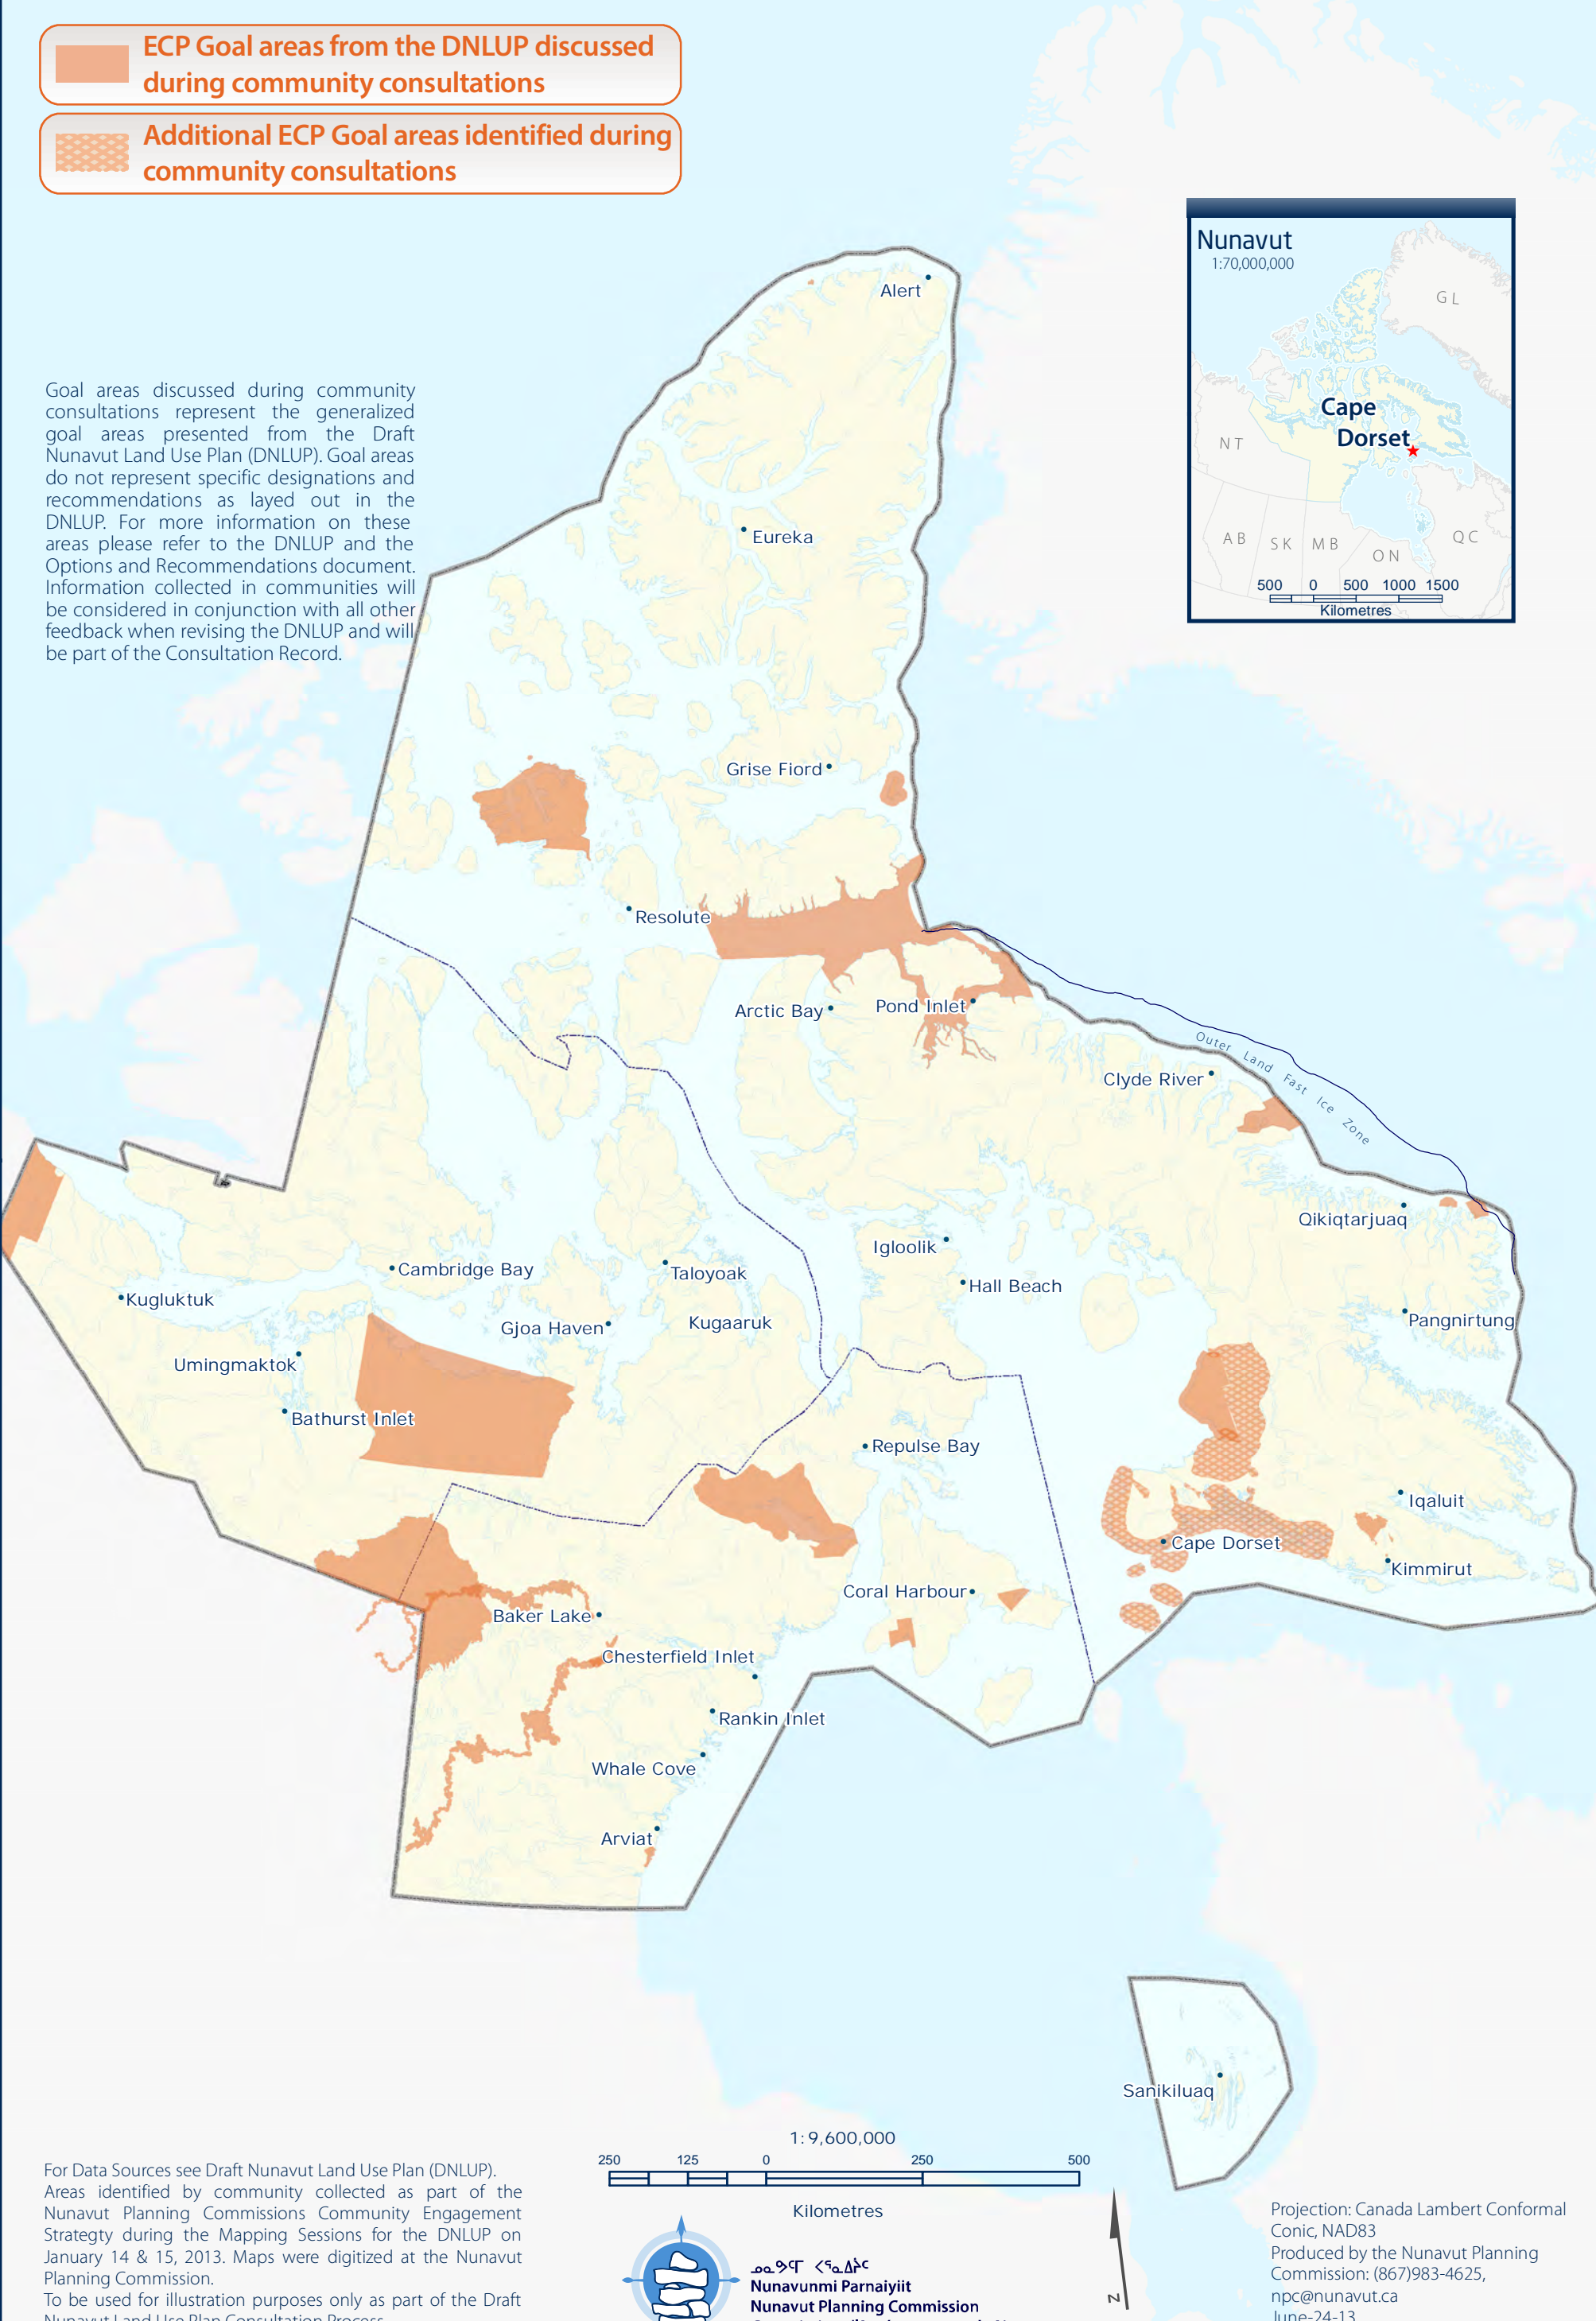 ECP Goal areas from the DNLUP discussed
during community consultations
Additional ECP Goal areas identified during
community consultations
Nunavut
1:70,000,000
GL
Cape
Dorset
NT
AB
SK
MB
ON
QC
500 0 500 1000 1500
Kilometres
Goal areas discussed during community
consultations represent the generalized
goal areas presented from the Draft
Nunavut Land Use Plan (DNLUP). Goal areas
do not represent specific designations and
recommendations as layed out in the
DNLUP. For more information on these
areas please refer to the DNLUP and the
Options and Recommendations document.
Information collected in communities will
be considered in conjunction with all other
feedback when revising the DNLUP and will
be part of the Consultation Record.
Alert
Eureka
Grise Fiord
Resolute
Arctic Bay
Pond Inlet
Outer Land Fast Ice Zone
Clyde River
Qikiqtarjuaq
Igloolik
Cambridge Bay
Taloyoak
Hall Beach
Kugluktuk
Gjoa Haven
Kugaaruk
Pangnirtung
Umingmaktok
Bathurst Inlet
Repulse Bay
Iqaluit
Cape Dorset
Kimmirut
Coral Harbour
Baker Lake
Chesterfield Inlet
Rankin Inlet
Whale Cove
Arviat
Sanikiluaq
1:9,600,000
250 125 0 250 500
Kilometres
For Data Sources see Draft Nunavut Land Use Plan (DNLUP).
Areas identified by community collected as part of the
Nunavut Planning Commissions Community Engagement
Strategty during the Mapping Sessions for the DNLUP on
January 14 & 15, 2013. Maps were digitized at the Nunavut
Planning Commission.
To be used for illustration purposes only as part of the Draft
Nunavut Land Use Plan Consultation Process.
ᓄᓇᕗᒻᒥ ᐸᕐᓇᐃᔩᑦ
Nunavunmi Parnaiyiit
Nunavut Planning Commission
N
Projection: Canada Lambert Conformal
Conic, NAD83
Produced by the Nunavut Planning
Commission: (867)983-4625,
npc@nunavut.ca
June-24-13